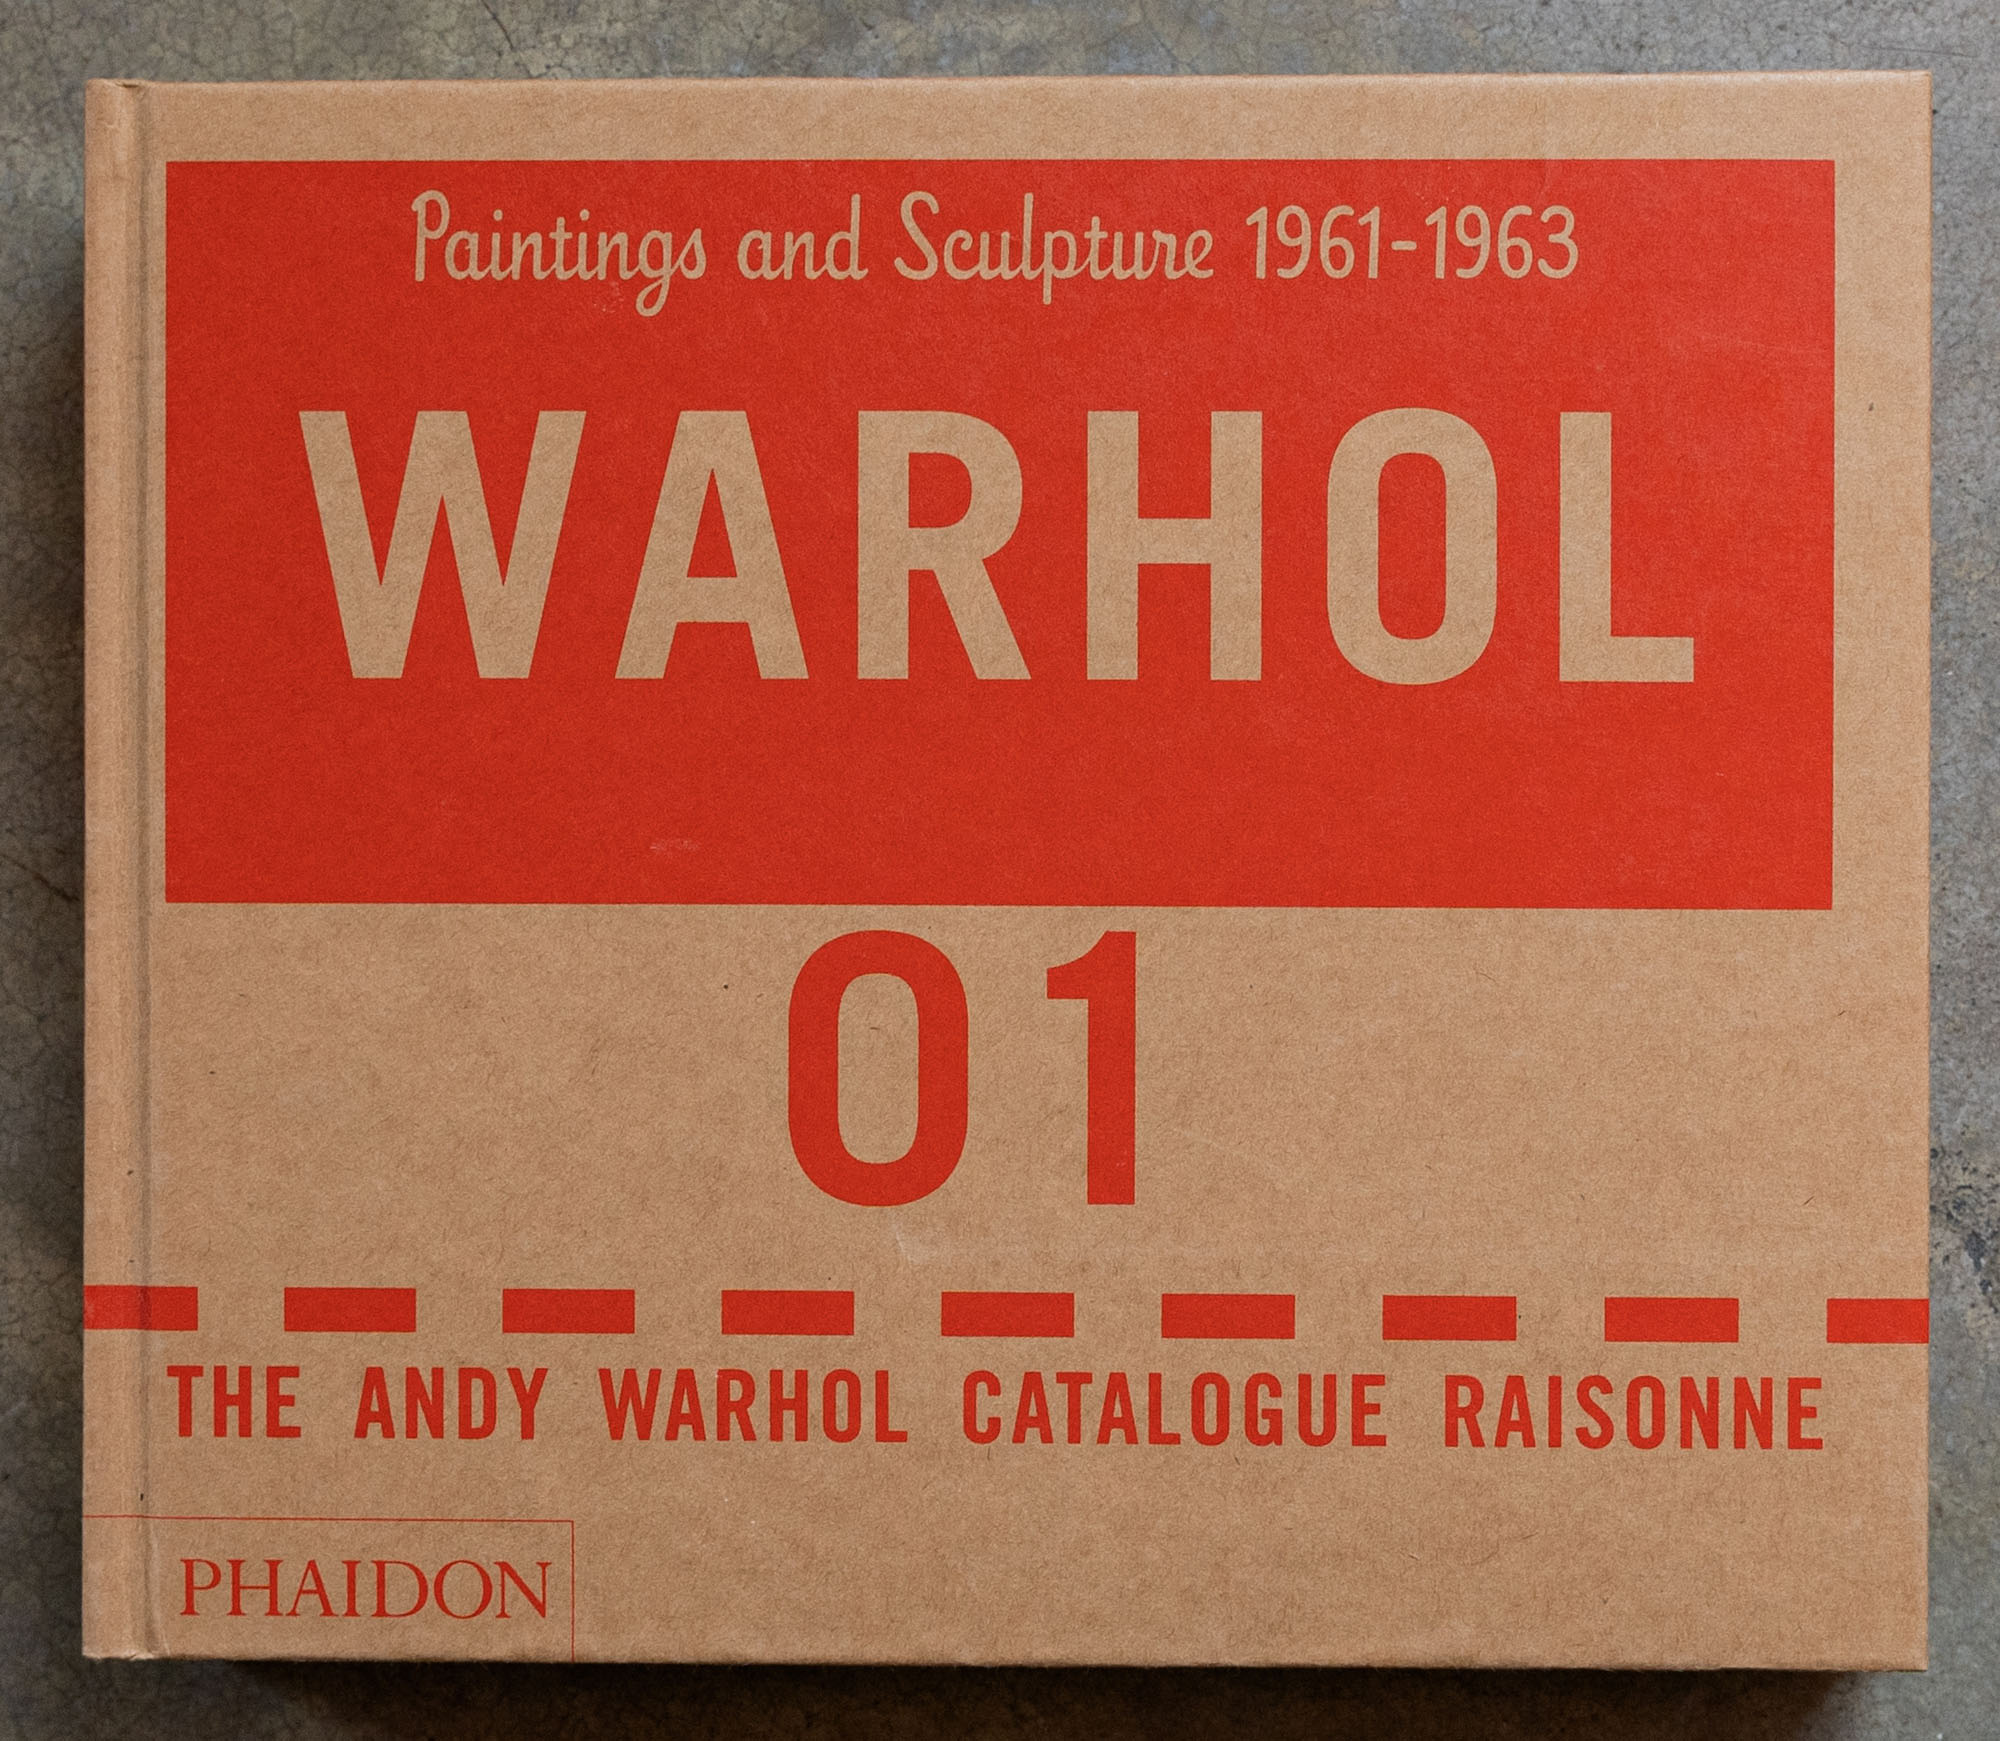 Paintings and Sculpture 1961-1963
WARHOL
01
THE ANDY WARHOL CATALOGUE RAISONNE
PHAIDON